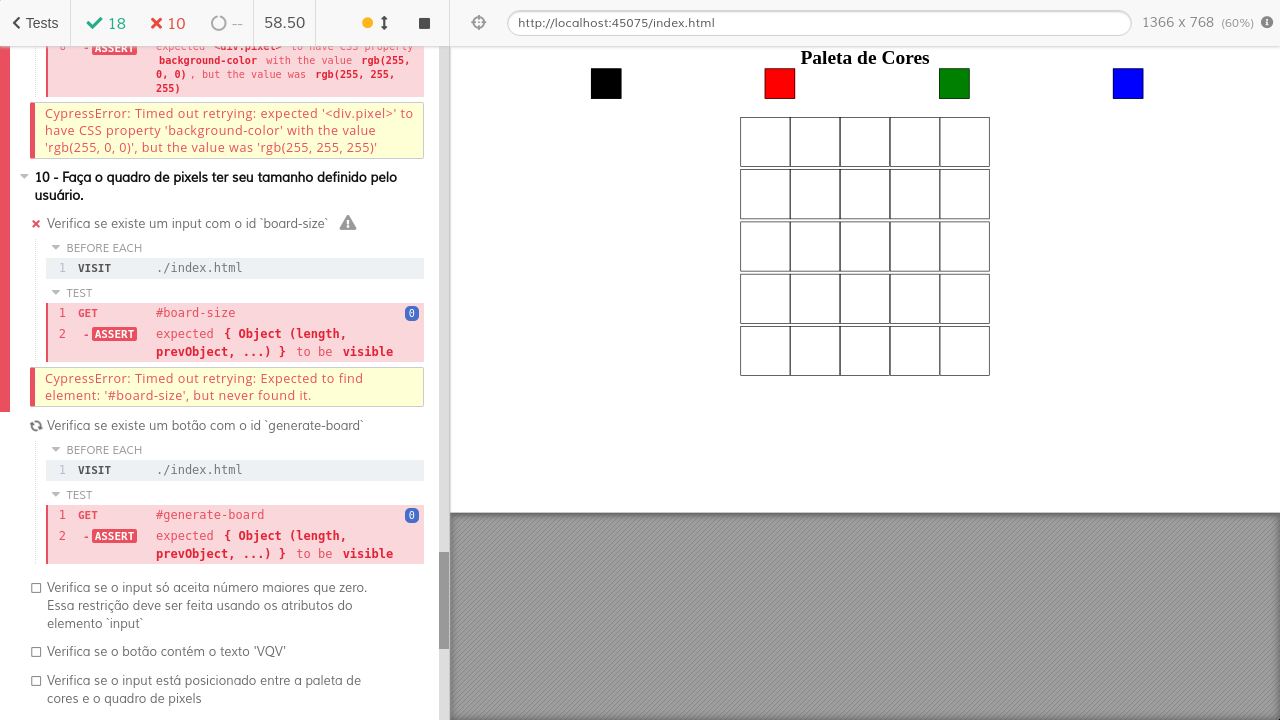 Tests
18
10
--
58.50
http://localhost:45075/index.html
1366 x 768 (60%)
ASSERT expected <div.pixel> to have CSS property
background-color with the value rgb(255,
0, 0) , but the value was rgb(255, 255,
255)
CypressError: Timed out retrying: expected '<div.pixel>' to
have CSS property 'background-color' with the value
'rgb(255, 0, 0)', but the value was 'rgb(255, 255, 255)'
10 - Faça o quadro de pixels ter seu tamanho definido pelo
usuário.
Verifica se existe um input com o id `board-size`
BEFORE EACH
1 VISIT ./index.html
TEST
1 GET #board-size 0
2 -ASSERT expected { Object (length,
prevObject, ...) } to be visible
CypressError: Timed out retrying: Expected to find
element: '#board-size', but never found it.
Verifica se existe um botão com o id `generate-board`
BEFORE EACH
1 VISIT ./index.html
TEST
1 GET #generate-board 0
2 -ASSERT expected { Object (length,
prevObject, ...) } to be visible
Verifica se o input só aceita número maiores que zero.
Essa restrição deve ser feita usando os atributos do
elemento `input`
Verifica se o botão contém o texto 'VQV'
Verifica se o input está posicionado entre a paleta de
cores e o quadro de pixels
Paleta de Cores